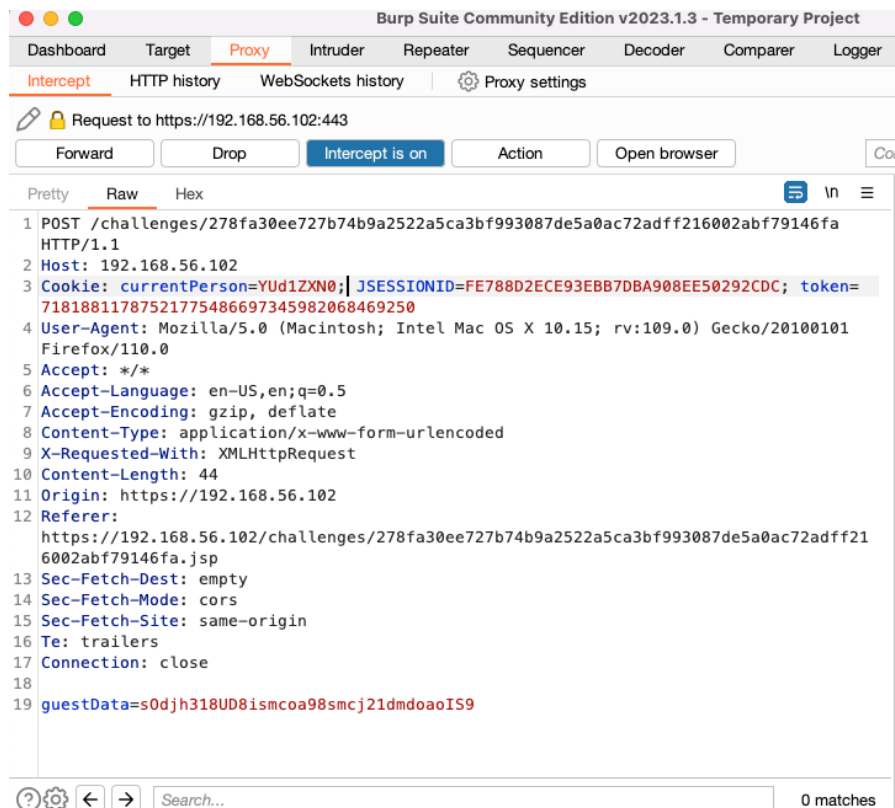 Burp Suite Community Edition v2023.1.3 - Temporary Project
Dashboard Target Proxy Intruder Repeater Sequencer Decoder Comparer Logger
Intercept HTTP history WebSockets history Proxy settings
Request to https://192.168.56.102:443
Forward Drop Intercept is on Action Open browser Co
Pretty Raw Hex \n
1 POST /challenges/278fa30ee727b74b9a2522a5ca3bf993087de5a0ac72adff216002abf79146fa
HTTP/1.1
2 Host: 192.168.56.102
3 Cookie: currentPerson=YUd1ZXN0; JSESSIONID=FE788D2ECE93EBB7DBA908EE50292CDC; token=
71818811787521775486697345982068469250
4 User-Agent: Mozilla/5.0 (Macintosh; Intel Mac OS X 10.15; rv:109.0) Gecko/20100101
Firefox/110.0
5 Accept: */*
6 Accept-Language: en-US,en;q=0.5
7 Accept-Encoding: gzip, deflate
8 Content-Type: application/x-www-form-urlencoded
9 X-Requested-With: XMLHttpRequest
10 Content-Length: 44
11 Origin: https://192.168.56.102
12 Referer:
https://192.168.56.102/challenges/278fa30ee727b74b9a2522a5ca3bf993087de5a0ac72adff21
6002abf79146fa.jsp
13 Sec-Fetch-Dest: empty
14 Sec-Fetch-Mode: cors
15 Sec-Fetch-Site: same-origin
16 Te: trailers
17 Connection: close
18
19 guestData=sOdjh318UD8ismcoa98smcj21dmdoaoIS9
Search... 0 matches